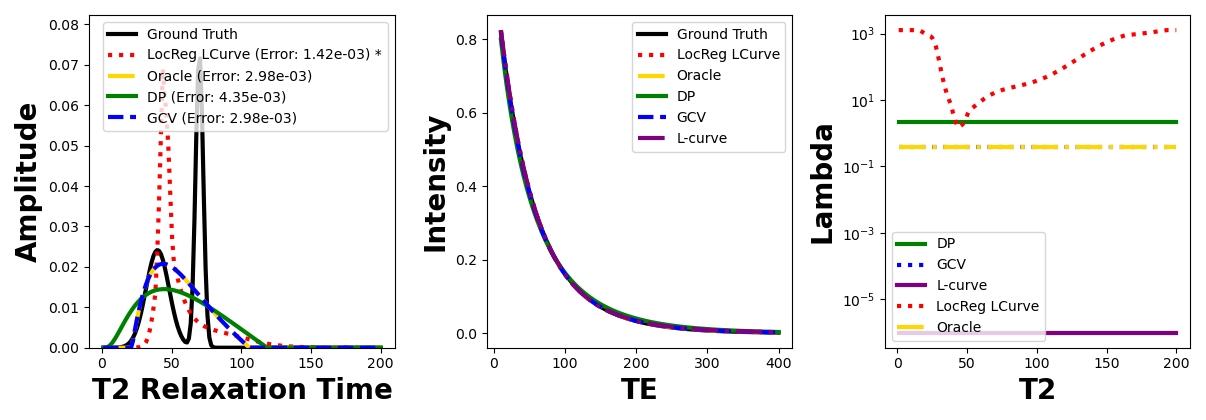 0.08
0.07
0.06
0.05
0.04
0.03
0.02
0.01
0.00
Amplitude
Ground Truth
LocReg LCurve (Error: 1.42e-03) *
Oracle (Error: 2.98e-03)
DP (Error: 4.35e-03)
GCV (Error: 2.98e-03)
0 50 100 150 200
T2 Relaxation Time
0.8
0.6
0.4
0.2
0.0
Intensity
Ground Truth
LocReg LCurve
Oracle
DP
GCV
L-curve
0 100 200 300 400
TE
10³
10¹
10⁻¹
10⁻³
10⁻⁵
Lambda
DP
GCV
L-curve
LocReg LCurve
Oracle
0 50 100 150 200
T2